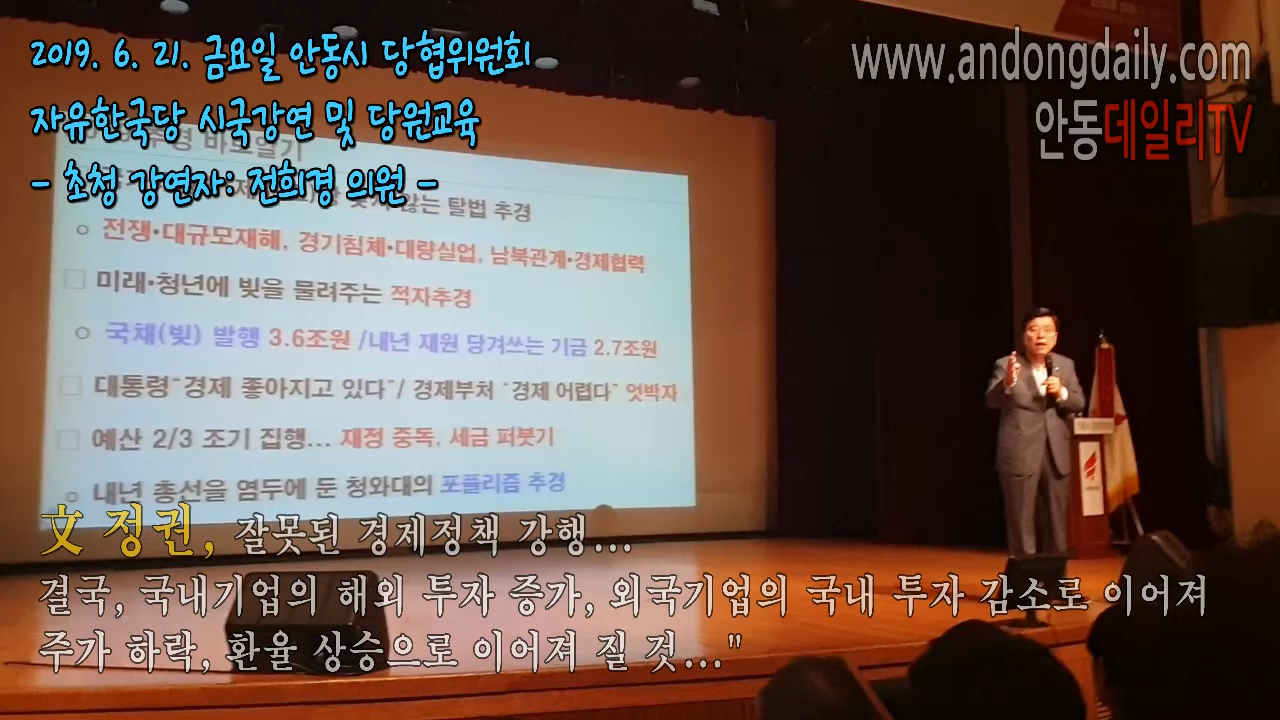 2019. 6. 21. 금요일 안동시 당협위원회
자유한국당 시국강연 및 당원교육
- 초청 강연자: 전희경 의원 -
www.andongdaily.com
안동데일리TV
추경 바로알기
않는 탈법 추경
전쟁·대규모재해, 경기침체·대량실업, 남북관계·경제협력
미래·청년에 빚을 물려주는 적자추경
국채(빚) 발행 3.6조원 /내년 재원 당겨쓰는 기금 2.7조원
대통령"경제 좋아지고 있다"/ 경제부처 "경제 어렵다" 엇박자
예산 2/3 조기 집행... 재정 중독, 세금 퍼붓기
내년 총선을 염두에 둔 청와대의 포퓰리즘 추경
文 정권, 잘못된 경제정책 강행...
결국, 국내기업의 해외 투자 증가, 외국기업의 국내 투자 감소로 이어져
주가 하락, 환율 상승으로 이어져 질 것..."